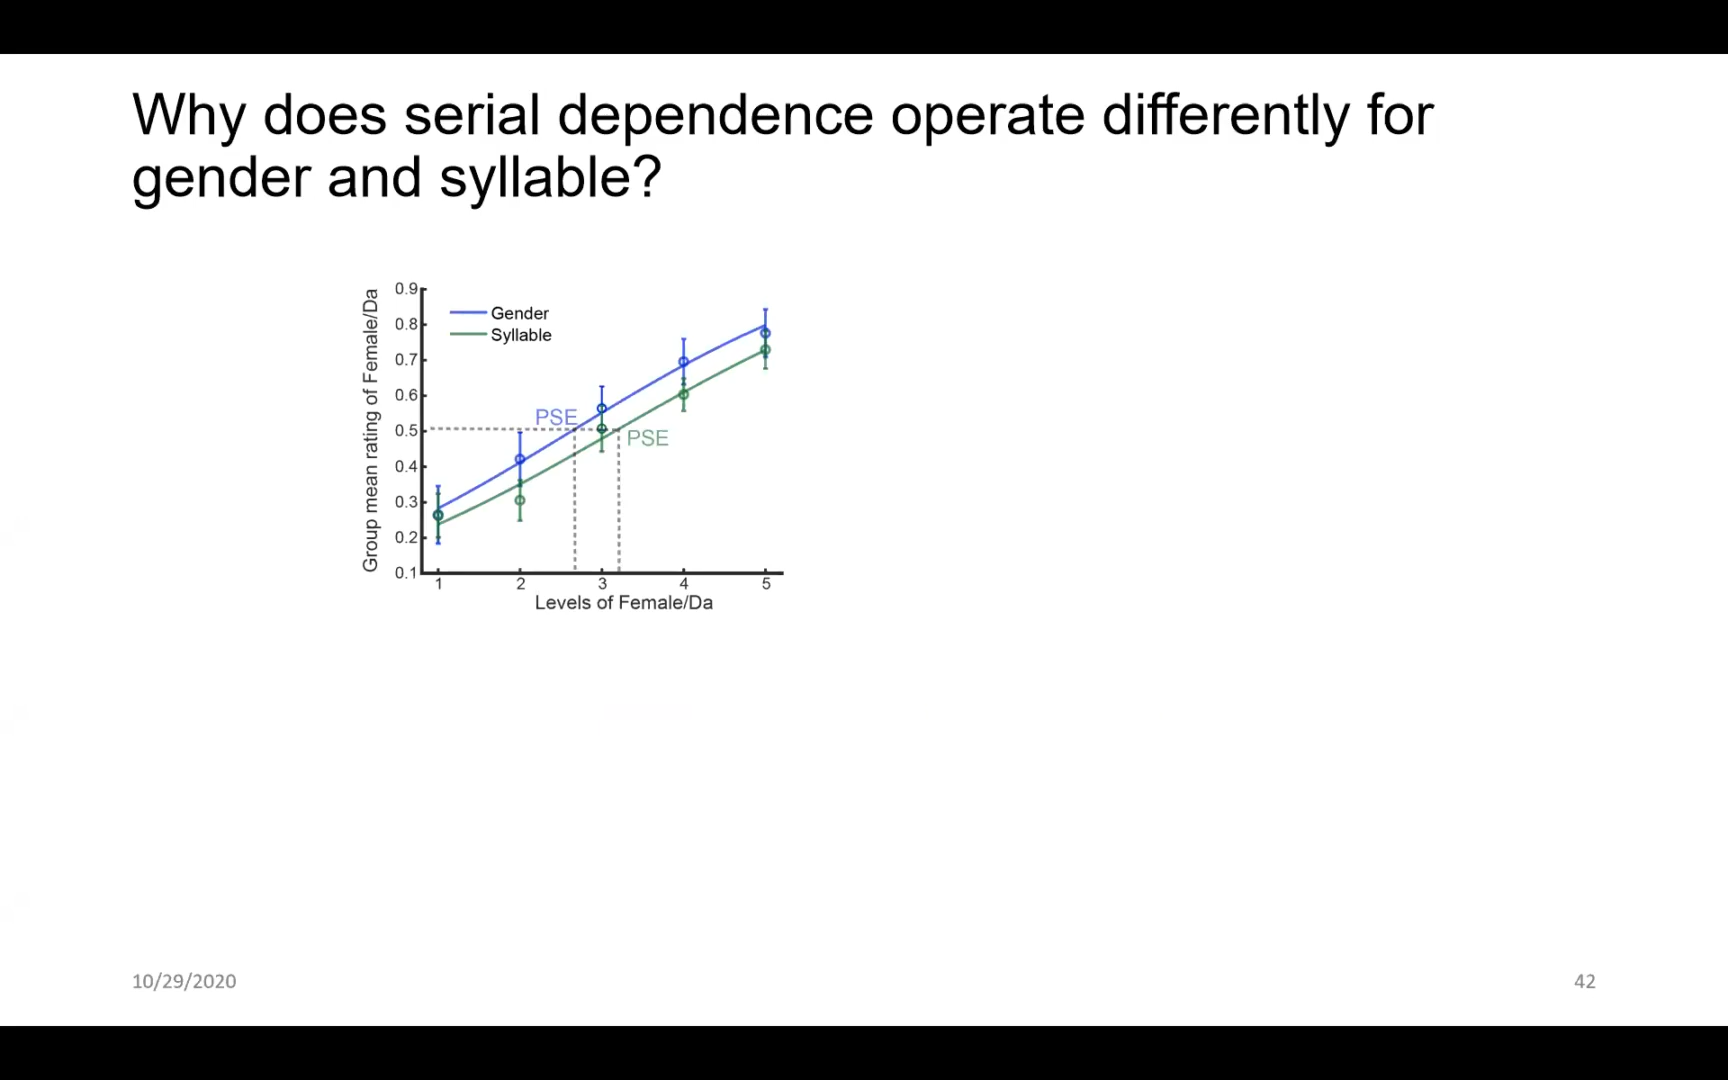 Why does serial dependence operate differently for
gender and syllable?
Group mean rating of Female/Da
0.9
0.8
0.7
0.6
0.5
0.4
0.3
0.2
0.1
Gender
Syllable
PSE
PSE
1 2 3 4 5
Levels of Female/Da
10/29/2020
42